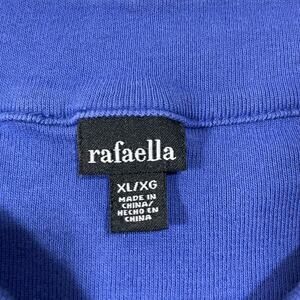 rafaella
XL/XG
MADE IN
CHINA/
HECHO EN
CHINA